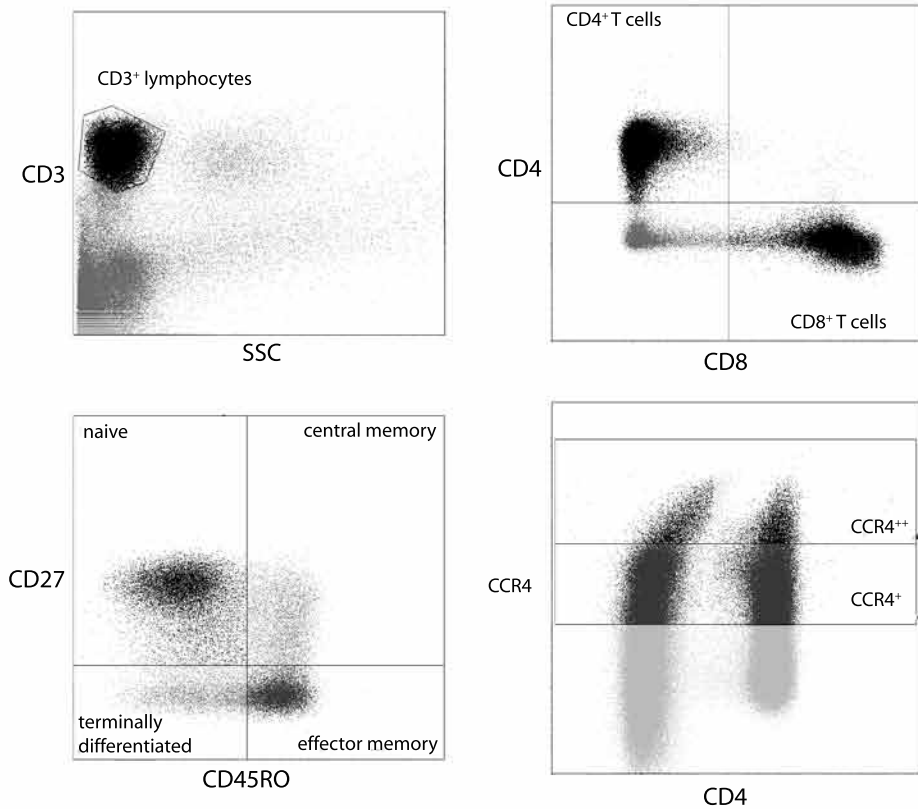 CD3⁺ lymphocytes
CD3
SSC
CD4⁺ T cells
CD4
CD8⁺ T cells
CD8
naive
central memory
CD27
terminally
differentiated
effector memory
CD45RO
CCR4⁺⁺
CCR4
CCR4⁺
CD4